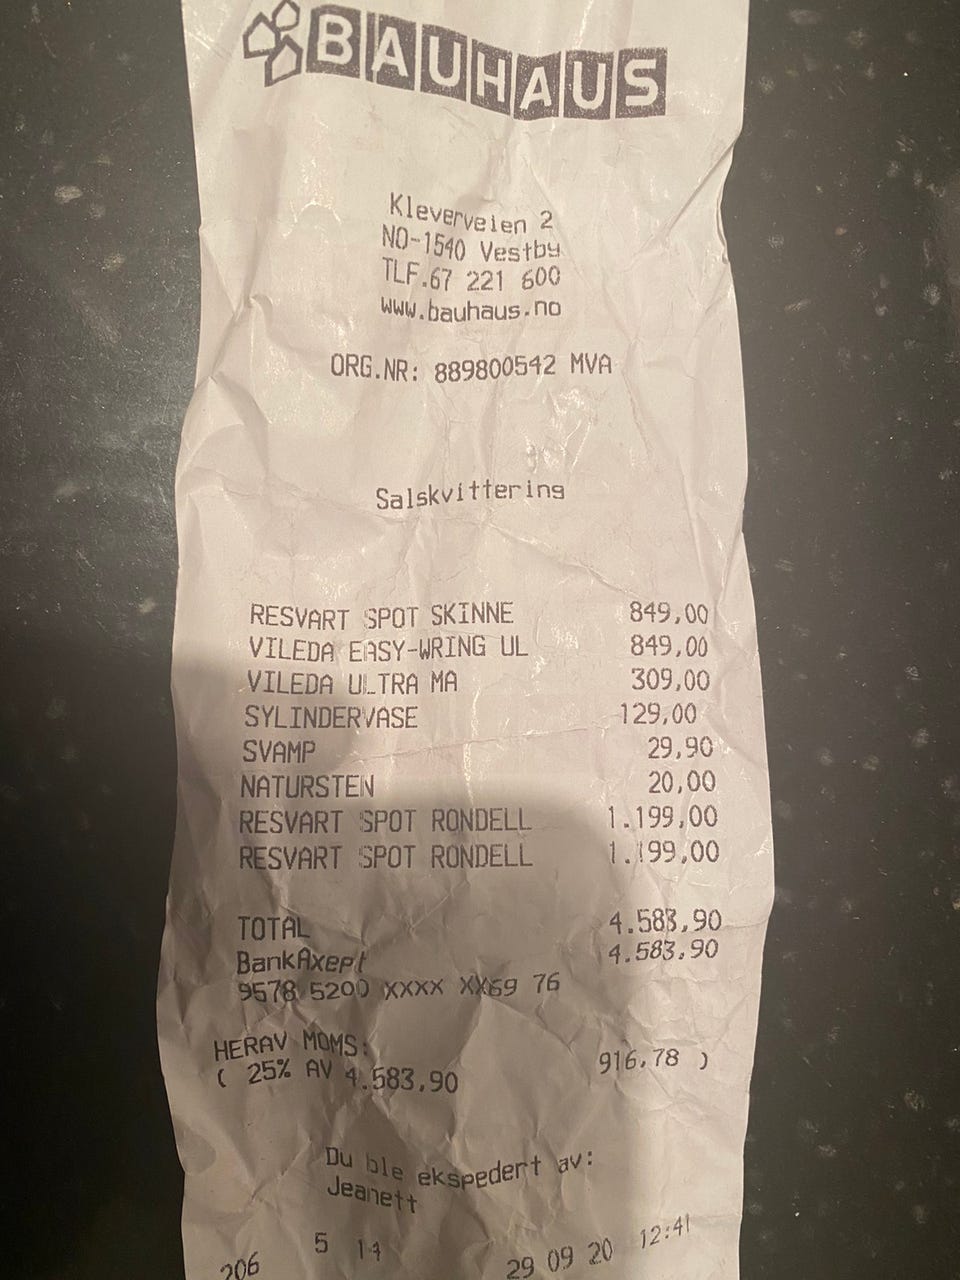 BAUHAUS
Kleverveien 2
NO-1540 Vestby
TLF.67 221 600
www.bauhaus.no
ORG.NR: 889800542 MVA
Salskvittering
RESVART SPOT SKINNE 849,00
VILEDA EASY-WRING UL 849,00
VILEDA ULTRA MA 309,00
SYLINDERVASE 129,00
SVAMP 29,90
NATURSTEN 20,00
RESVART SPOT RONDELL 1.199,00
RESVART SPOT RONDELL 1.199,00
TOTAL 4.583,90
BankAxept 4.583,90
9578 5200 XXXX XX69 76
HERAV MOMS:
( 25% AV 4.583,90 916,78 )
Du ble ekspedert av:
Jeanett
206 5 14 29 09 20 12:41